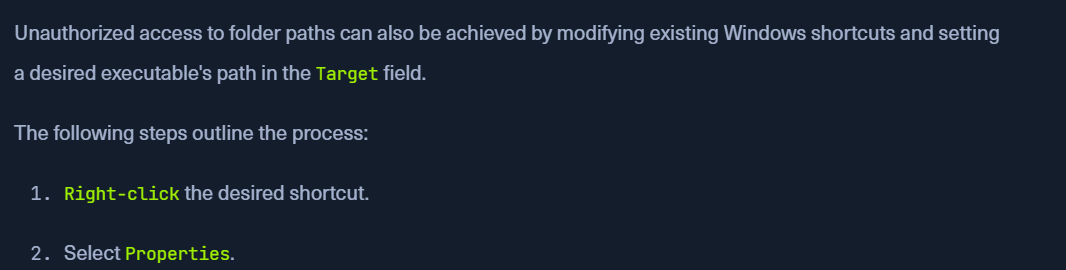 Unauthorized access to folder paths can also be achieved by modifying existing Windows shortcuts and setting
a desired executable's path in the Target field.
The following steps outline the process:
1. Right-click the desired shortcut.
2. Select Properties.